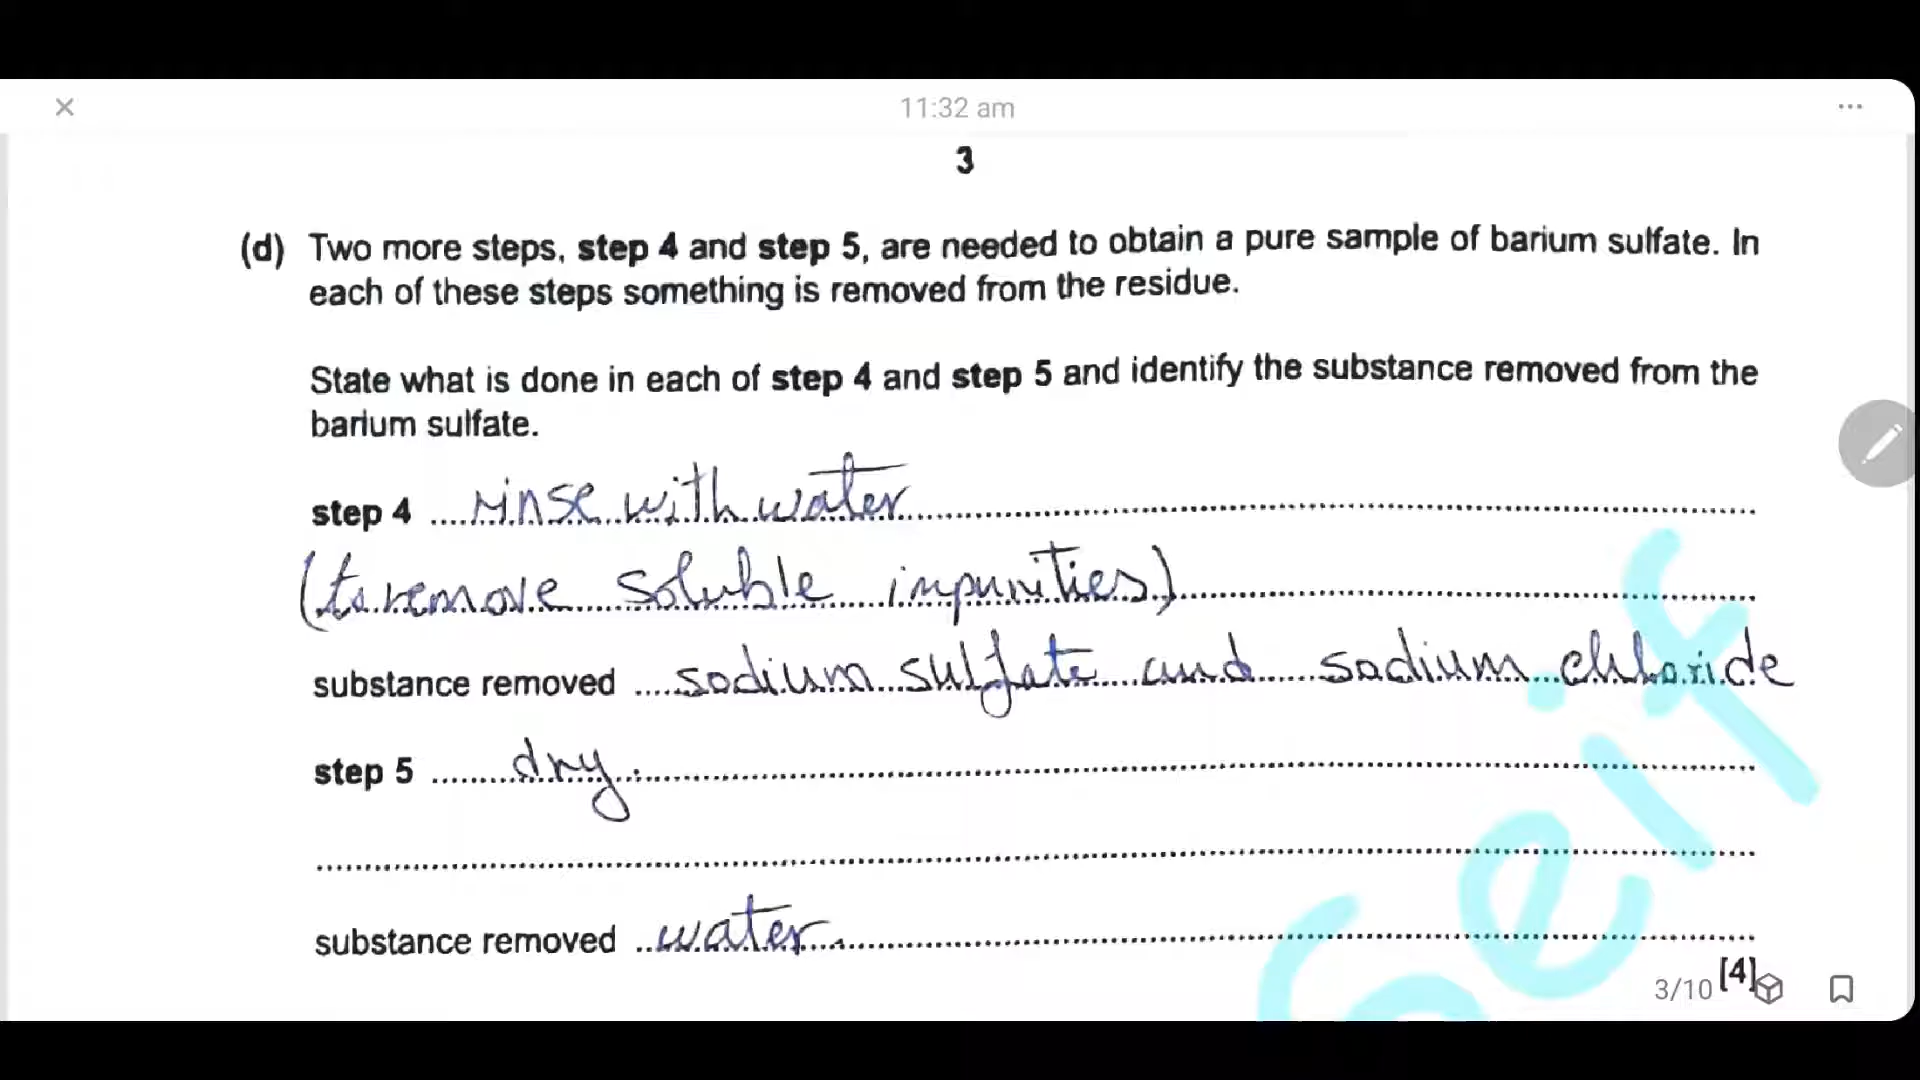 11:32 am
3
(d) Two more steps, step 4 and step 5, are needed to obtain a pure sample of barium sulfate. In
each of these steps something is removed from the residue.
State what is done in each of step 4 and step 5 and identify the substance removed from the
barium sulfate.
step 4 rinse with water
(to remove soluble impurities)
substance removed sodium sulfate and sodium chloride
step 5 dry.
substance removed water.
[4]
3/10
Seif